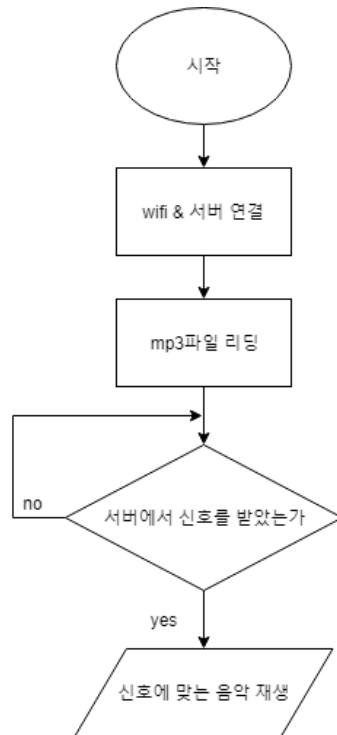 시작
wifi & 서버 연결
mp3파일 리딩
서버에서 신호를 받았는가
no
yes
신호에 맞는 음악 재생